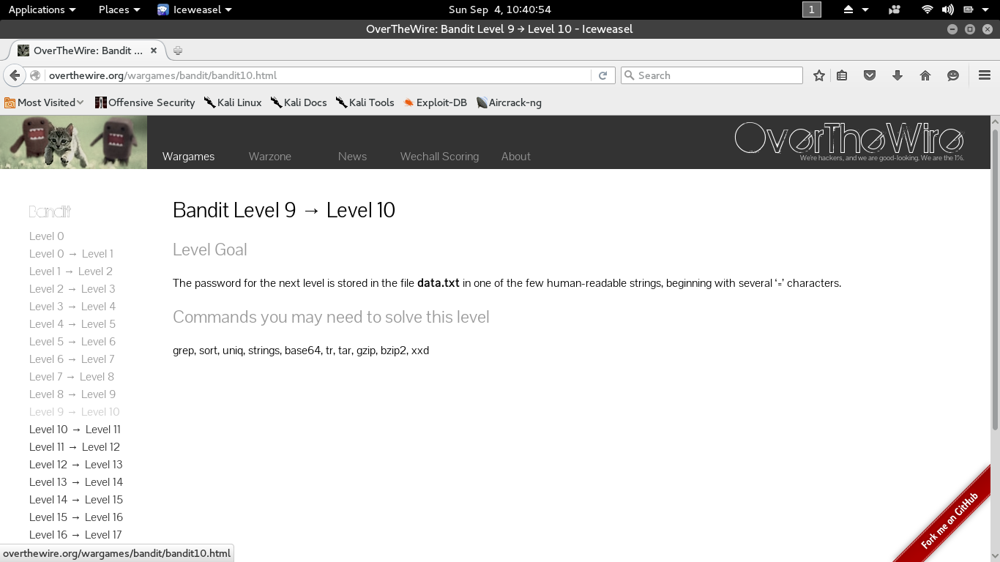 Applications Places Iceweasel Sun Sep 4, 10:40:54 1
OverTheWire: Bandit Level 9 → Level 10 - Iceweasel
OverTheWire: Bandit ...
overthewire.org/wargames/bandit/bandit10.html Search
Most Visited Offensive Security Kali Linux Kali Docs Kali Tools Exploit-DB Aircrack-ng
OverTheWire
We're hackers, and we are good-looking. We are the 1%.
Wargames Warzone News Wechall Scoring About
Bandit
Level 0
Level 0 → Level 1
Level 1 → Level 2
Level 2 → Level 3
Level 3 → Level 4
Level 4 → Level 5
Level 5 → Level 6
Level 6 → Level 7
Level 7 → Level 8
Level 8 → Level 9
Level 9 → Level 10
Level 10 → Level 11
Level 11 → Level 12
Level 12 → Level 13
Level 13 → Level 14
Level 14 → Level 15
Level 15 → Level 16
Level 16 → Level 17
Bandit Level 9 → Level 10
Level Goal
The password for the next level is stored in the file data.txt in one of the few human-readable strings, beginning with several ‘=’ characters.
Commands you may need to solve this level
grep, sort, uniq, strings, base64, tr, tar, gzip, bzip2, xxd
Fork me on GitHub
overthewire.org/wargames/bandit/bandit10.html